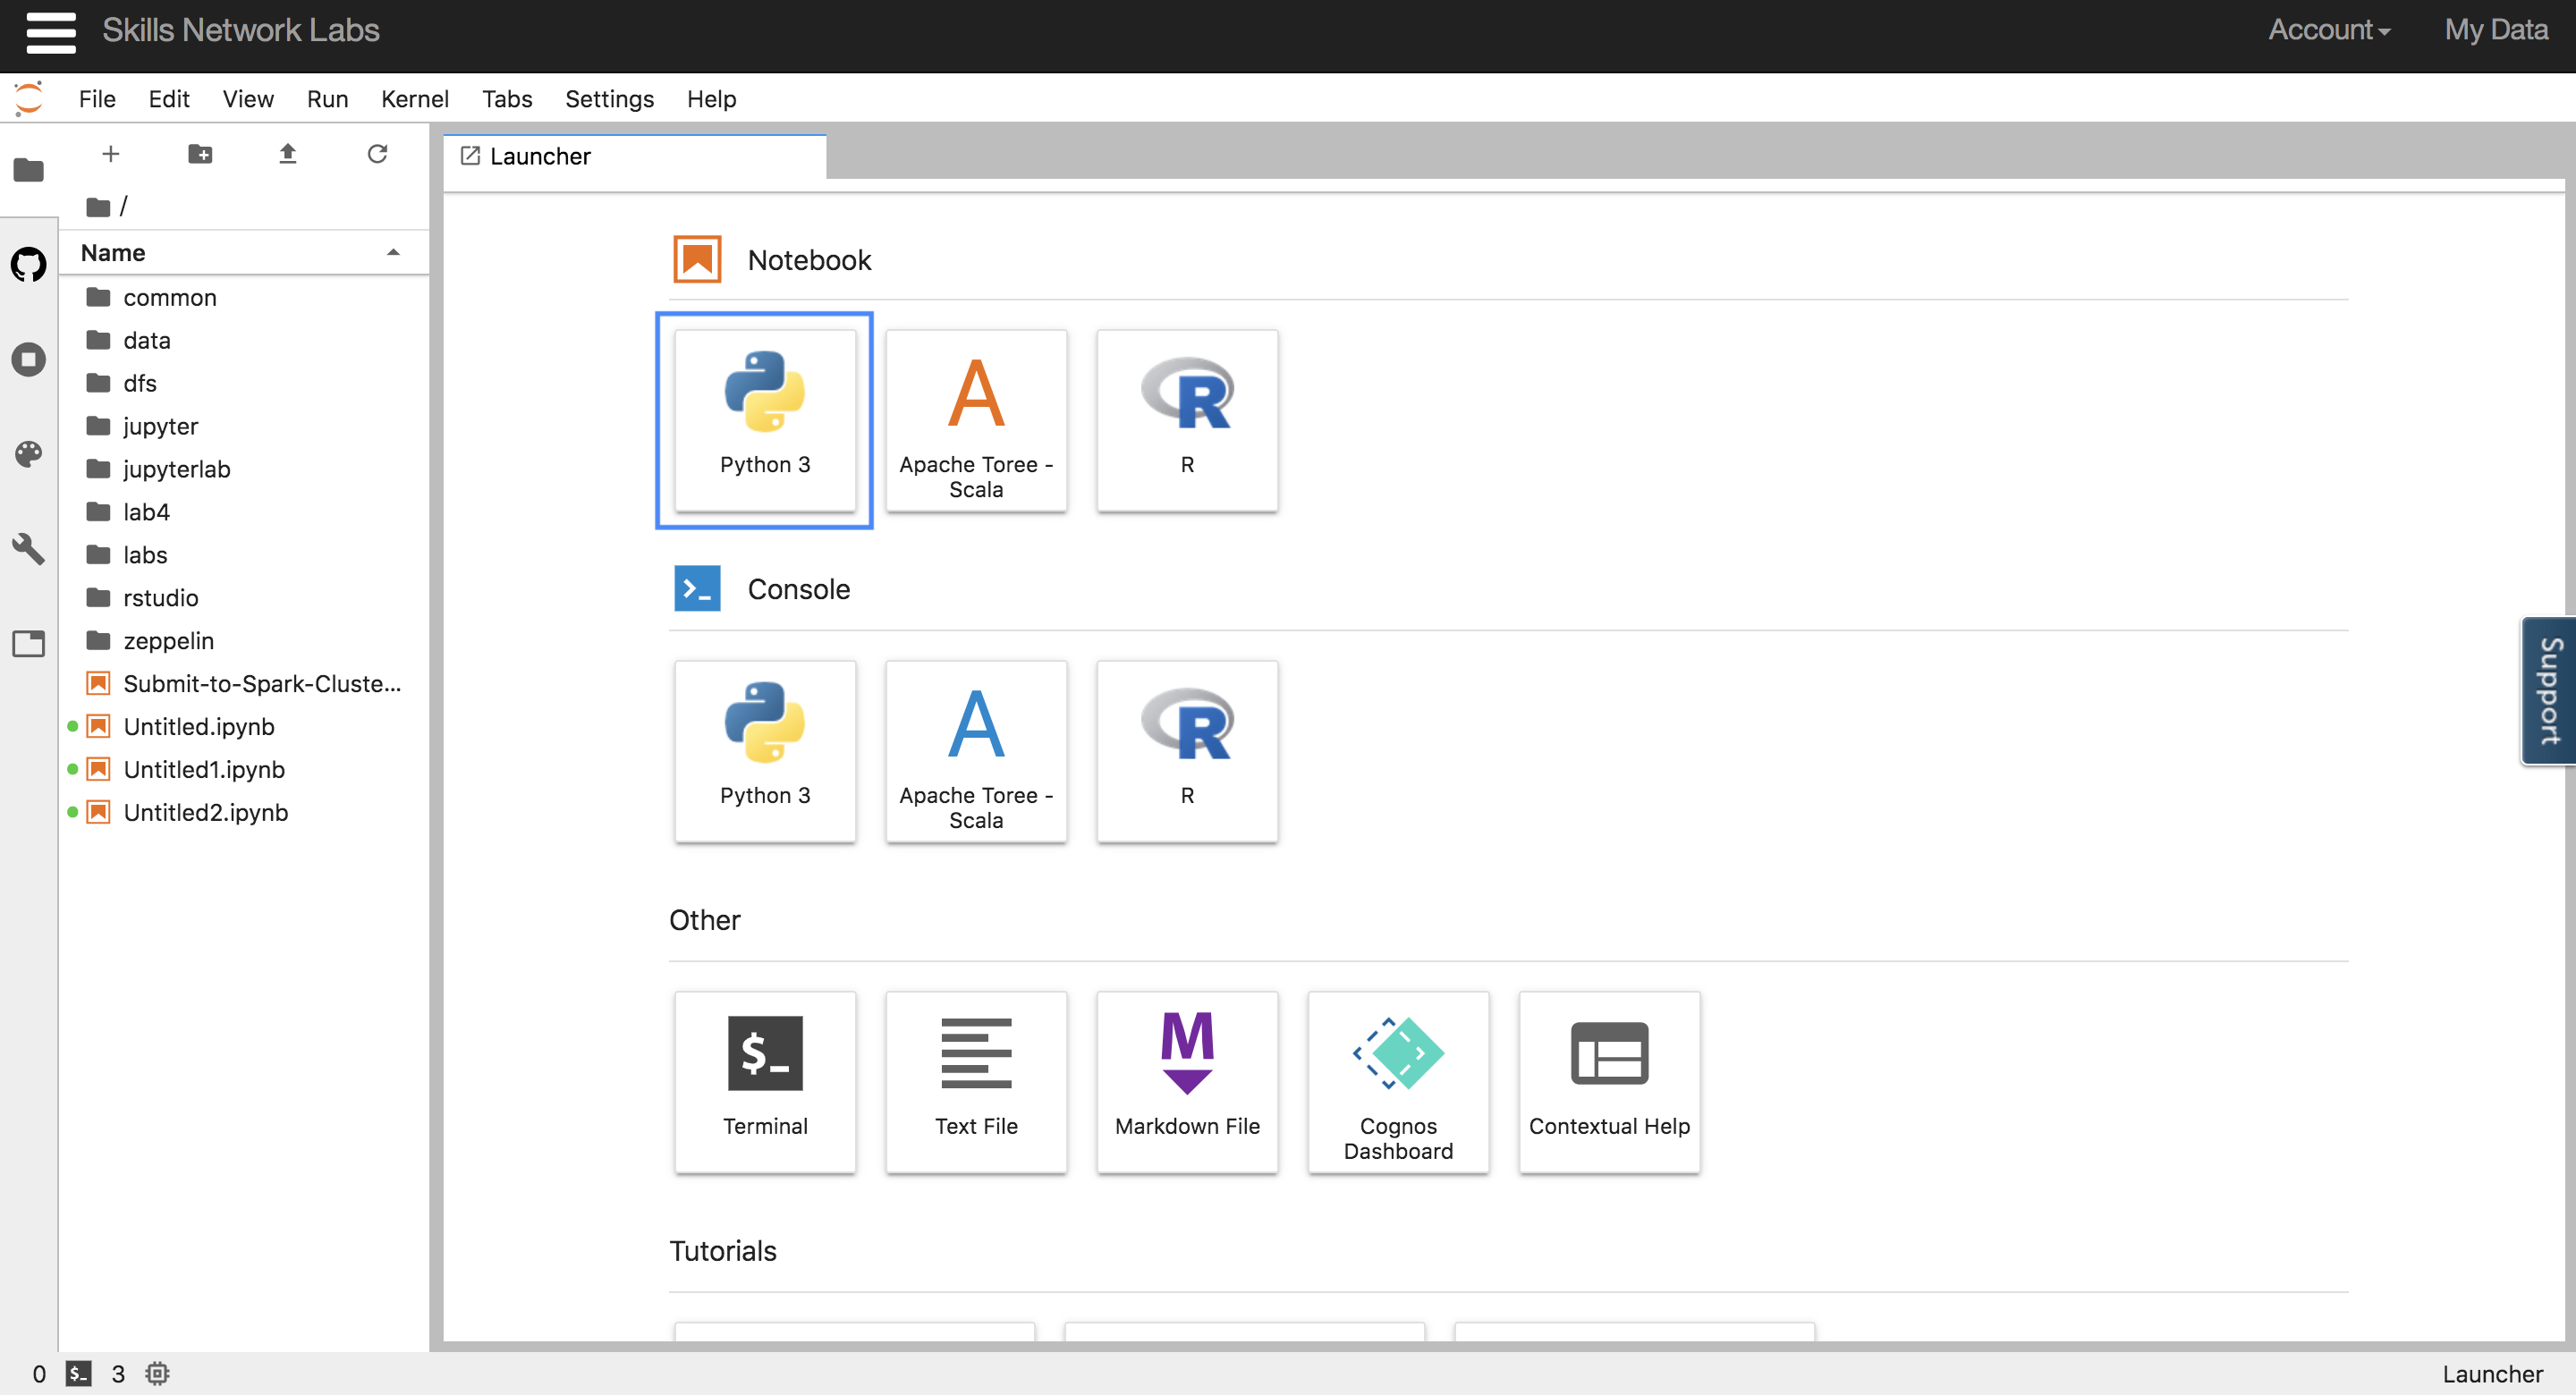 Skills Network Labs
Account
My Data
File Edit View Run Kernel Tabs Settings Help
Launcher
/
Name
common
data
dfs
jupyter
jupyterlab
lab4
labs
rstudio
zeppelin
Submit-to-Spark-Cluste...
Untitled.ipynb
Untitled1.ipynb
Untitled2.ipynb
Notebook
Python 3
A
Apache Toree -
Scala
R
R
Console
Python 3
A
Apache Toree -
Scala
R
R
Other
$_
Terminal
Text File
M
Markdown File
Cognos
Dashboard
Contextual Help
Tutorials
Support
0 $_ 3
Launcher